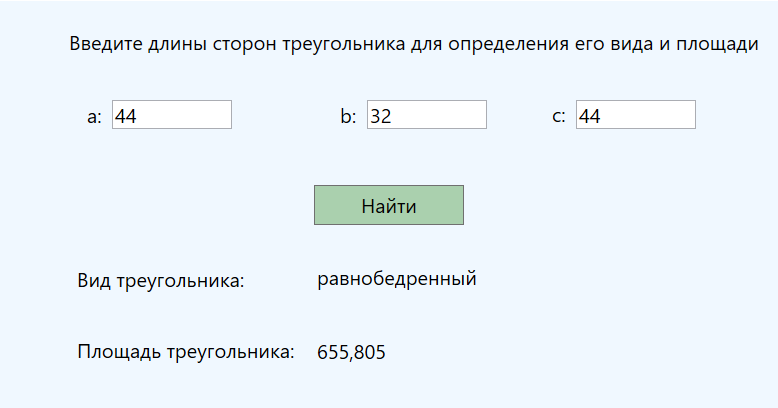 Введите длины сторон треугольника для определения его вида и площади
a: 44 b: 32 c: 44
Найти
Вид треугольника: равнобедренный
Площадь треугольника: 655,805